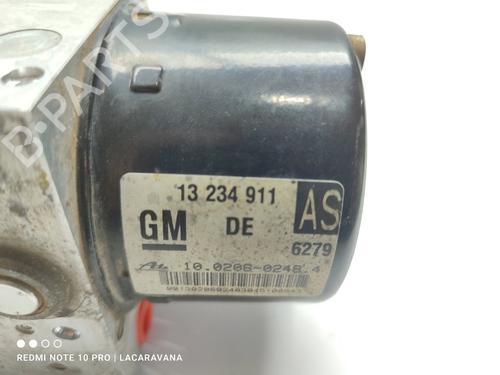 B-PARTS
13 234 911
AS
GM
DE
6279
10.0206-0248.4
REDMI NOTE 10 PRO | LACARAVANA